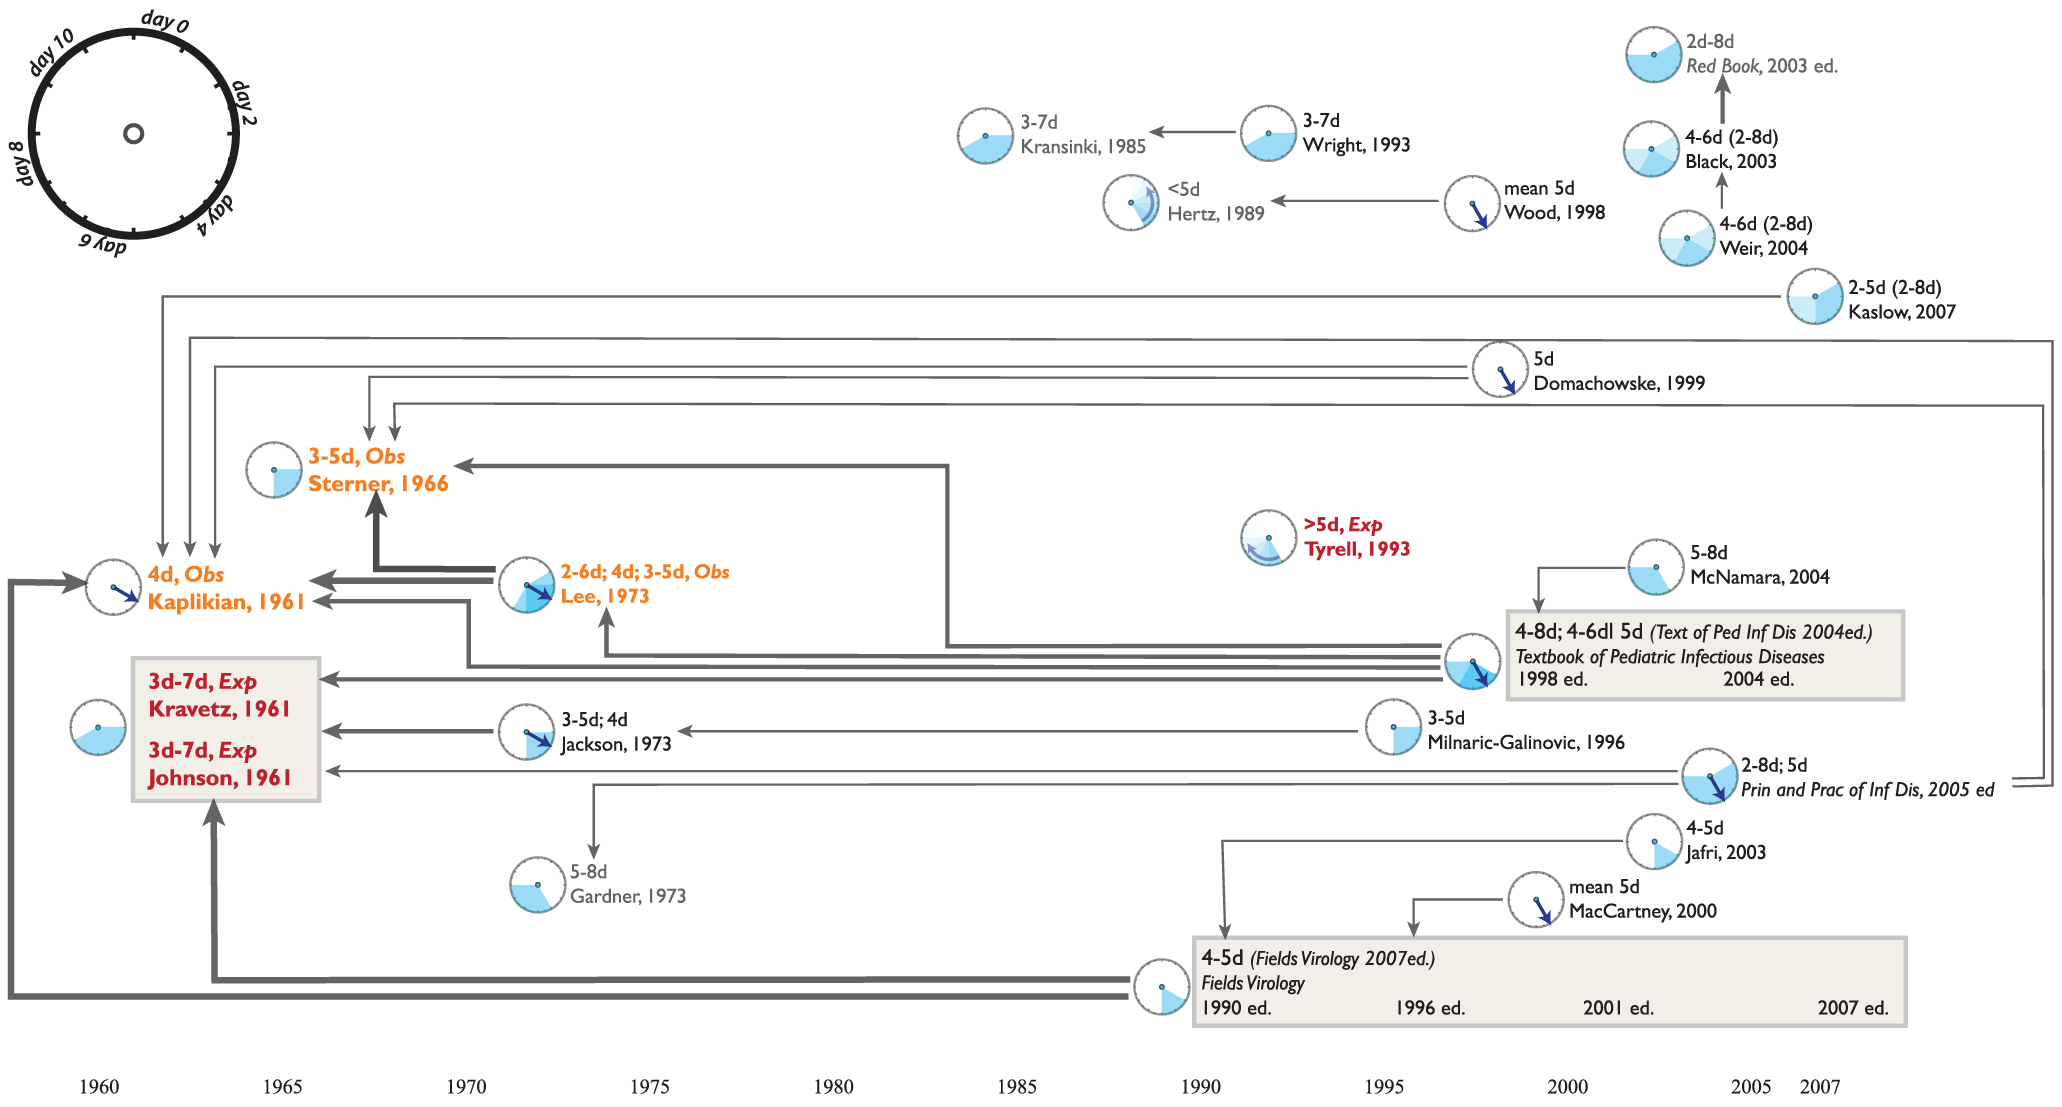 day 0
day 2
day 4
day 6
day 8
day 10
2d-8d
Red Book, 2003 ed.
3-7d
Kransinki, 1985
3-7d
Wright, 1993
4-6d (2-8d)
Black, 2003
<5d
Hertz, 1989
mean 5d
Wood, 1998
4-6d (2-8d)
Weir, 2004
2-5d (2-8d)
Kaslow, 2007
5d
Domachowske, 1999
3-5d, Obs
Sterner, 1966
>5d, Exp
Tyrell, 1993
4d, Obs
Kaplikian, 1961
2-6d; 4d; 3-5d, Obs
Lee, 1973
5-8d
McNamara, 2004
4-8d; 4-6dl 5d (Text of Ped Inf Dis 2004ed.)
Textbook of Pediatric Infectious Diseases
1998 ed. 2004 ed.
3d-7d, Exp
Kravetz, 1961
3d-7d, Exp
Johnson, 1961
3-5d; 4d
Jackson, 1973
3-5d
Milnaric-Galinovic, 1996
2-8d; 5d
Prin and Prac of Inf Dis, 2005 ed
5-8d
Gardner, 1973
4-5d
Jafri, 2003
mean 5d
MacCartney, 2000
4-5d (Fields Virology 2007ed.)
Fields Virology
1990 ed. 1996 ed. 2001 ed. 2007 ed.
1960 1965 1970 1975 1980 1985 1990 1995 2000 2005 2007